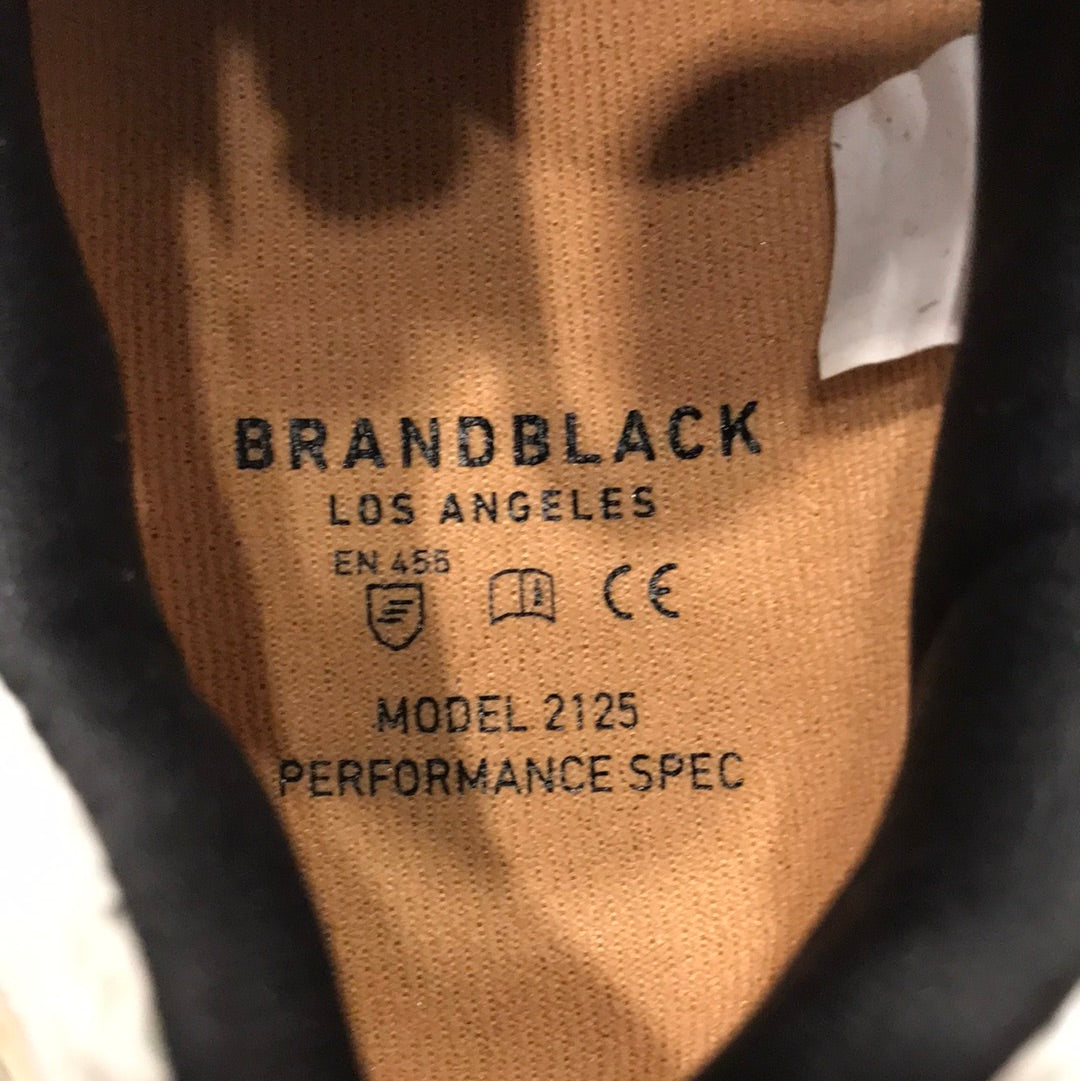 BRANDBLACK
LOS ANGELES
EN 455
CE
MODEL 2125
PERFORMANCE SPEC